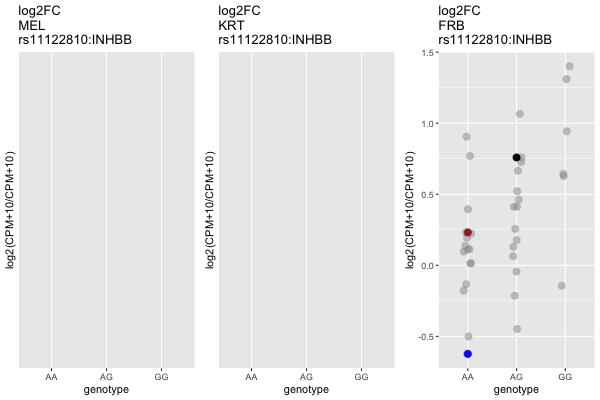 log2FC
MEL
rs11122810:INHBB
log2(CPM+10/CPM+10)
AA AG GG
genotype
log2FC
KRT
rs11122810:INHBB
log2(CPM+10/CPM+10)
AA AG GG
genotype
log2FC
FRB
rs11122810:INHBB
log2(CPM+10/CPM+10)
1.5
1.0
0.5
0.0
-0.5
AA AG GG
genotype